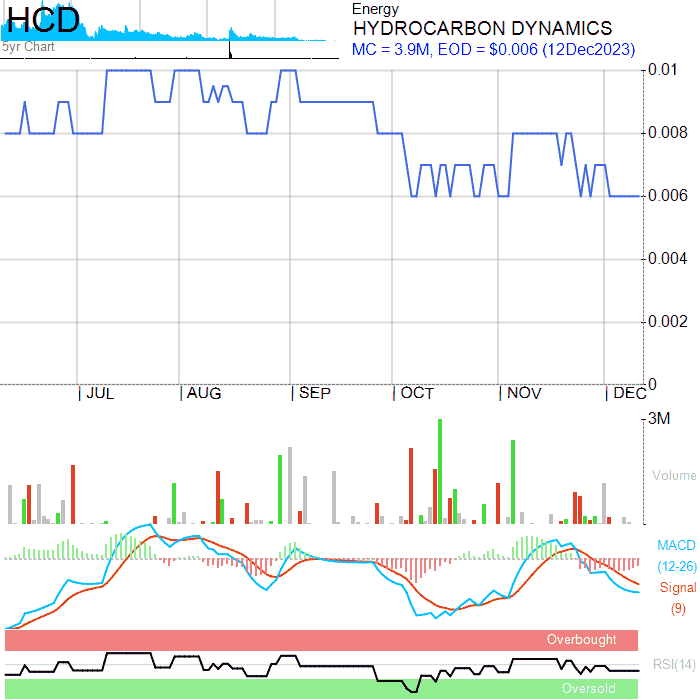 HCD
5yr Chart
Energy
HYDROCARBON DYNAMICS
MC = 3.9M, EOD = $0.006 (12Dec2023)
0.01
0.008
0.006
0.004
0.002
0
JUL AUG SEP OCT NOV DEC
3M
Volume
MACD
(12-26)
Signal
(9)
Overbought
RSI(14)
Oversold